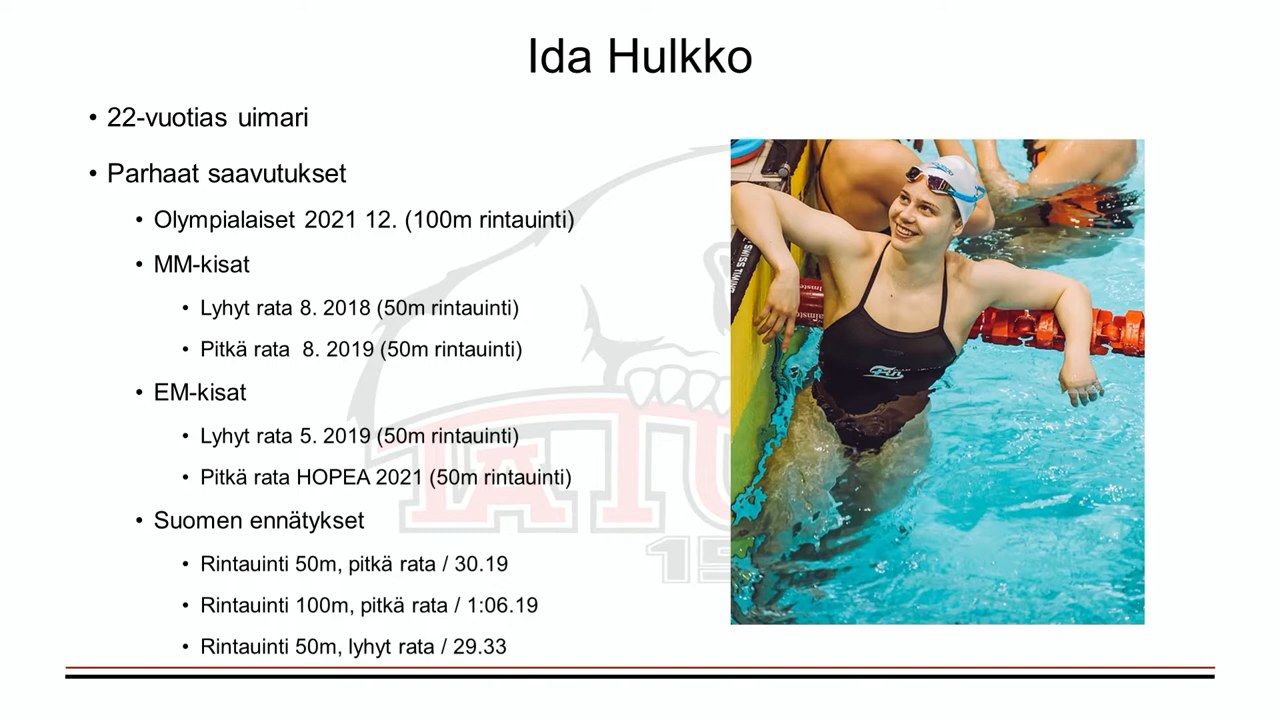 Ida Hulkko
• 22-vuotias uimari
• Parhaat saavutukset
• Olympialaiset 2021 12. (100m rintauinti)
• MM-kisat
• Lyhyt rata 8. 2018 (50m rintauinti)
• Pitkä rata  8. 2019 (50m rintauinti)
• EM-kisat
• Lyhyt rata 5. 2019 (50m rintauinti)
• Pitkä rata HOPEA 2021 (50m rintauinti)
• Suomen ennätykset
• Rintauinti 50m, pitkä rata / 30.19
• Rintauinti 100m, pitkä rata / 1:06.19
• Rintauinti 50m, lyhyt rata / 29.33
SWISS TIMING
Fin